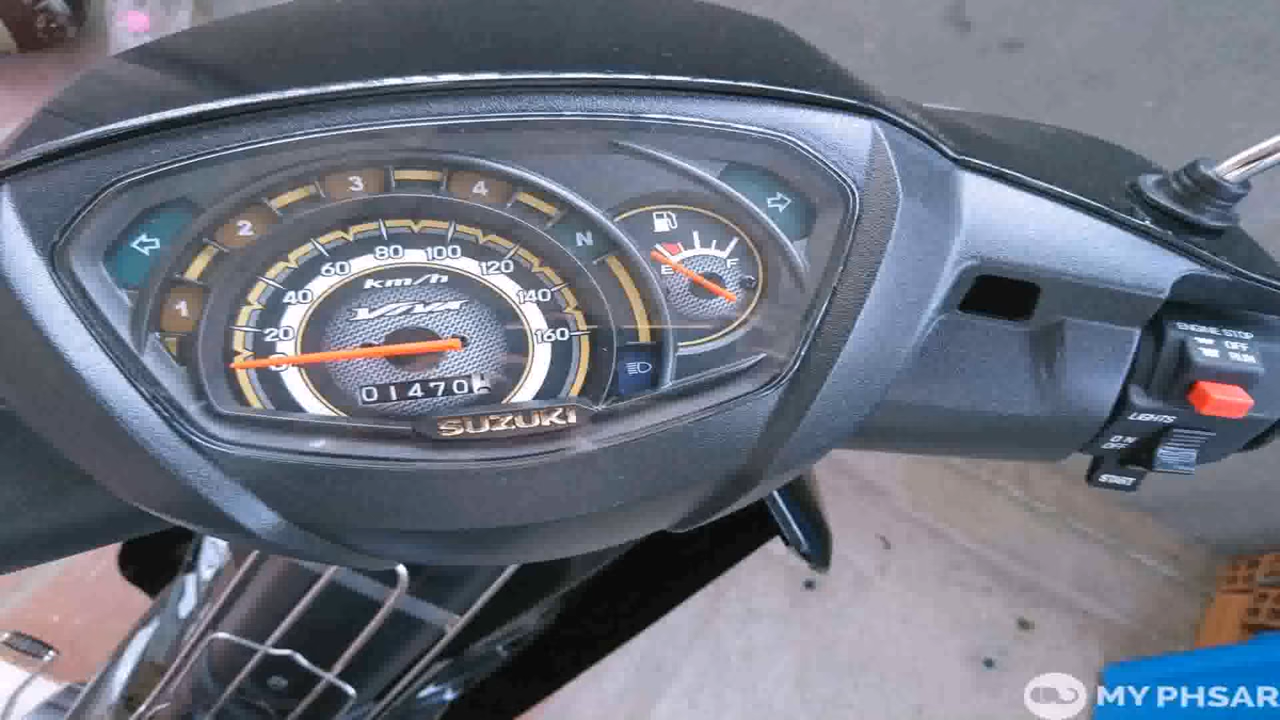 1
2
3
4
N
20
40
60
80
100
120
140
160
km/h
VIVA
01470
SUZUKI
E
F
ENGINE STOP
OFF
RUN
LIGHTS
ON
OFF
START
MYPHSAR